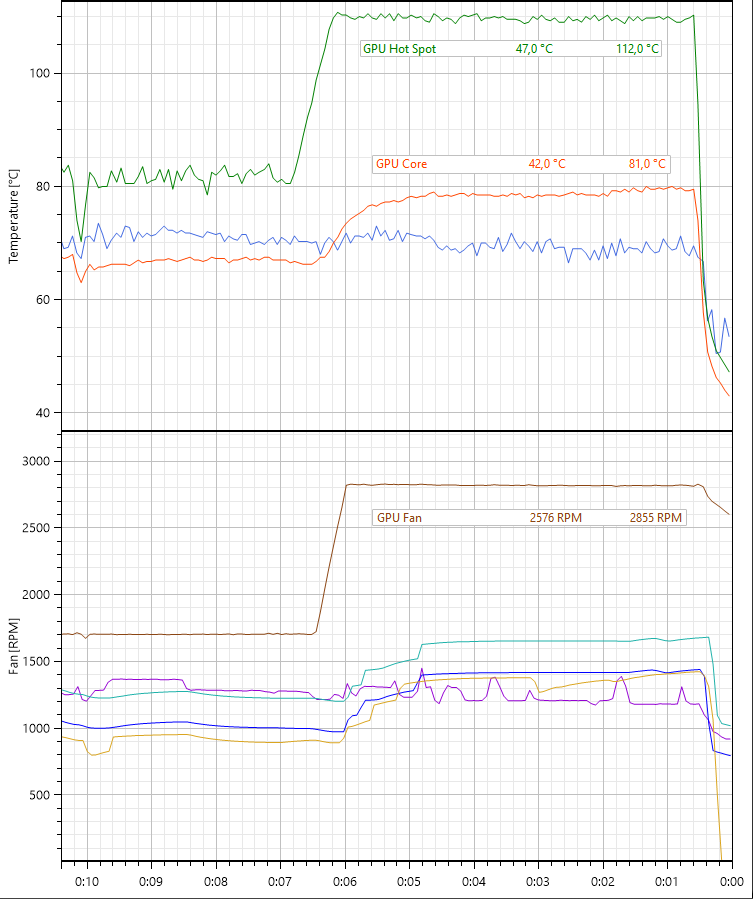 Temperature [°C]
100
80
60
40
GPU Hot Spot 47,0 °C 112,0 °C
GPU Core 42,0 °C 81,0 °C
Fan [RPM]
3000
2500
2000
1500
1000
500
GPU Fan 2576 RPM 2855 RPM
0:10 0:09 0:08 0:07 0:06 0:05 0:04 0:03 0:02 0:01 0:00